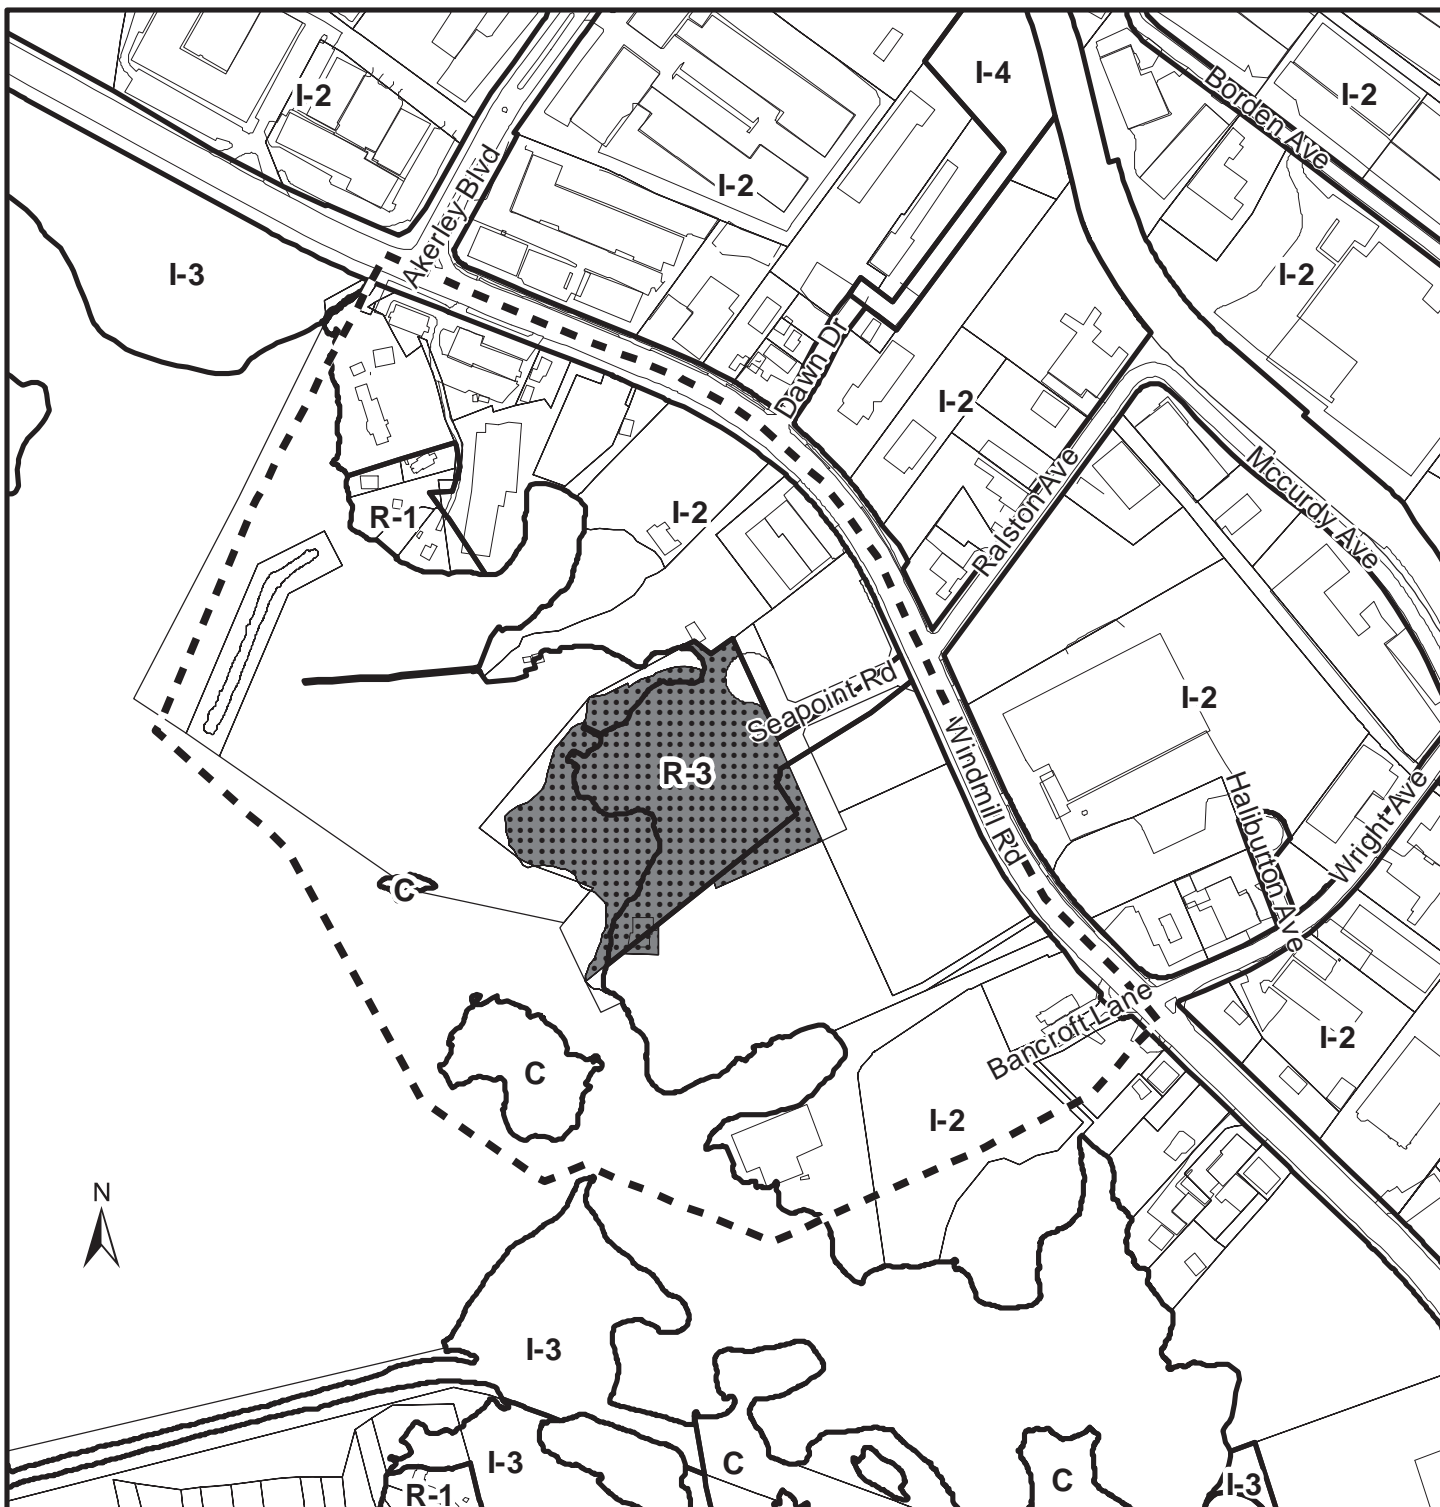 I-4
I-2
I-2
Borden Ave
I-2
Akerley Blvd
I-3
I-2
Dawn Dr
I-2
Ralston Ave
Mccurdy Ave
R-1
I-2
Seapoint Rd
I-2
R-3
Windmill Rd
Haliburton Ave
Wright Ave
C
Bancroft Lane
I-2
C
I-2
N
I-3
I-3
C
C
I-3
R-1